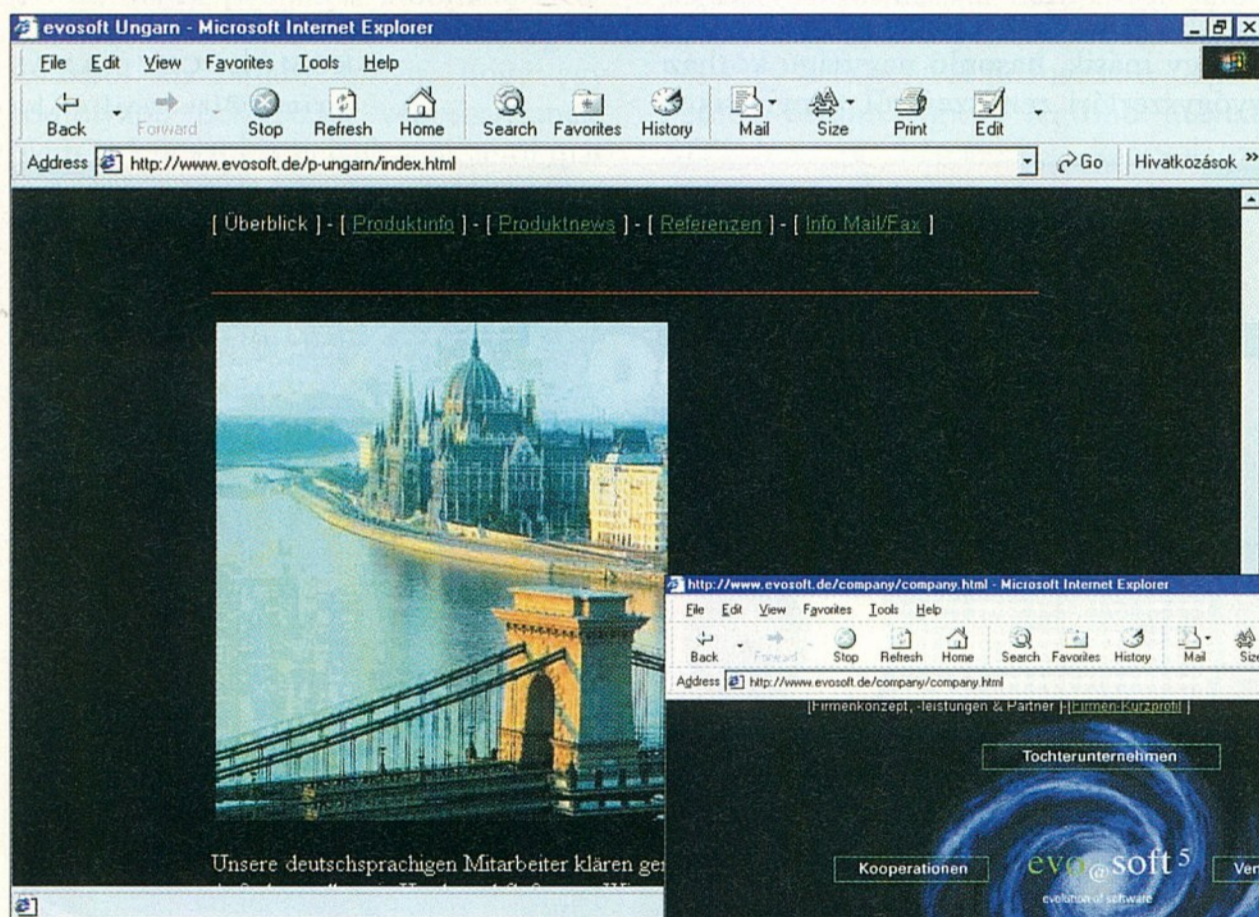 evosoft Ungarn - Microsoft Internet Explorer
File Edit View Favorites Tools Help
Back Forward Stop Refresh Home Search Favorites History Mail Size Print Edit
Address http://www.evosoft.de/p-ungarn/index.html Go Hivatkozások »
[ Überblick ] - [ Produktinfo ] - [ Produktnews ] - [ Referenzen ] - [ Info Mail/Fax ]
Unsere deutschsprachigen Mitarbeiter klären
http://www.evosoft.de/company/company.html - Microsoft Internet Explorer
File Edit View Favorites Tools Help
Back Forward Stop Refresh Home Search Favorites History Mail Size
Address http://www.evosoft.de/company/company.html
[Firmenkonzept, -leistungen & Partner ]-[Firmen-Kurzprofil ]
Tochterunternehmen
Kooperationen
evo@soft 5
Ver
evolution of software